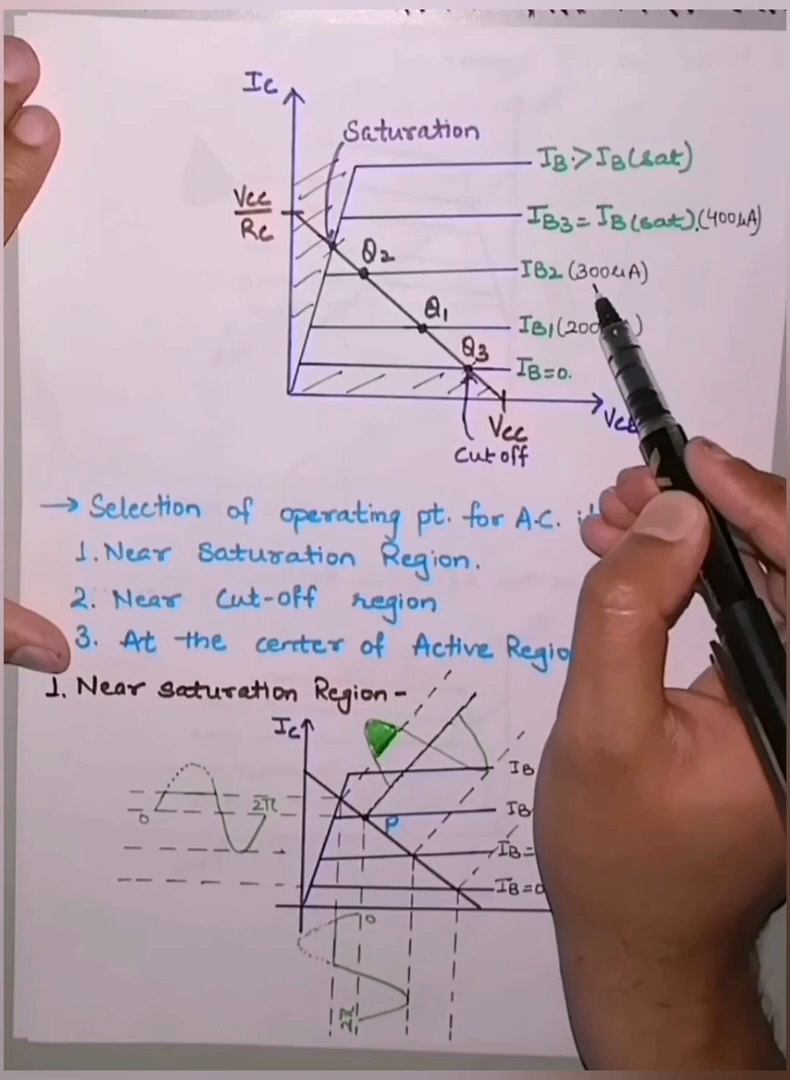 Ic
Saturation
IB > IB(sat)
Vcc
Rc
IB3 = IB(sat).(400μA)
Q2
IB2 (300μA)
Q1
IB1 (200
Q3
IB=0.
Vcc
Cut off
→ Selection of operating pt. for A.C.
1. Near Saturation Region.
2. Near Cut-off region
3. At the center of Active Regio
1. Near saturation Region -
Ic
IB
0
2π
IB
P
IB=
IB=0
0
2π